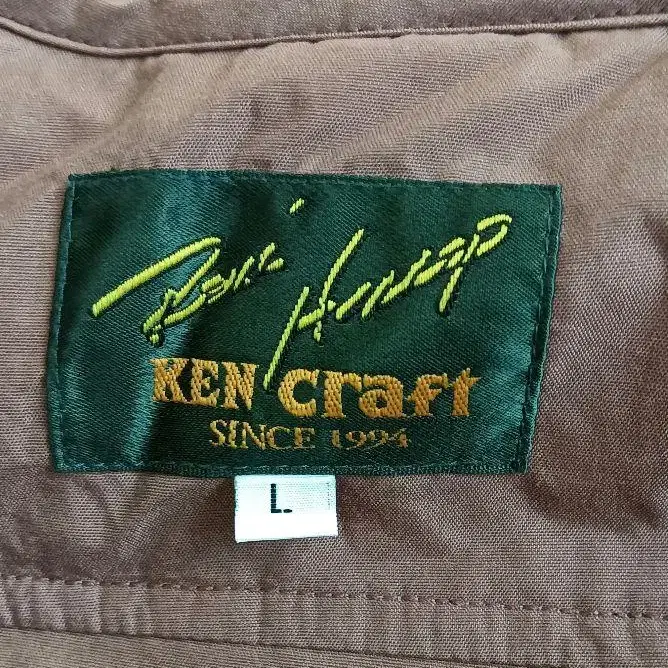 KEN craft
SINCE 1994
L.